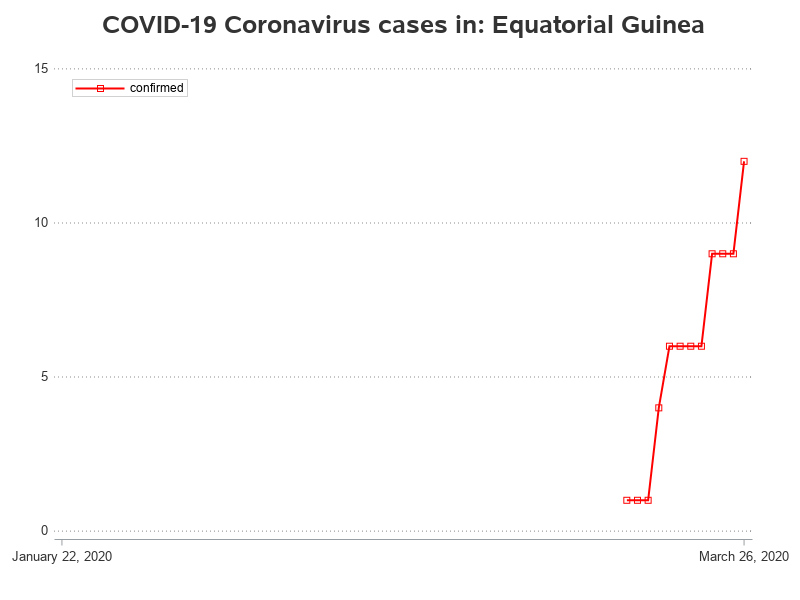 COVID-19 Coronavirus cases in: Equatorial Guinea
15
confirmed
10
5
0
January 22, 2020
March 26, 2020